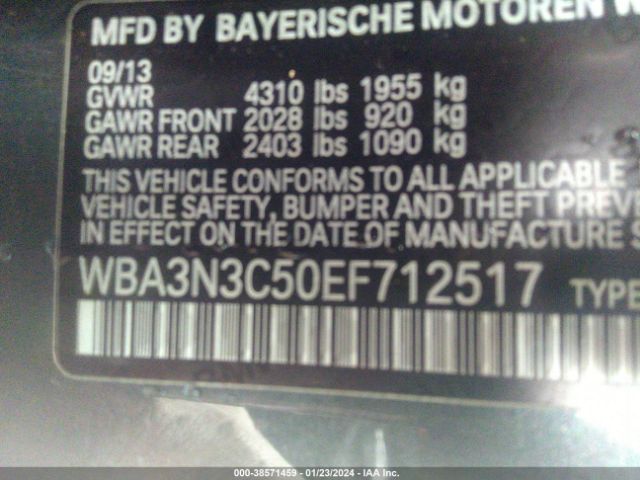 MFD BY BAYERISCHE MOTOREN
09/13
GVWR 4310 lbs 1955 kg
GAWR FRONT 2028 lbs 920 kg
GAWR REAR 2403 lbs 1090 kg
THIS VEHICLE CONFORMS TO ALL APPLICABLE
VEHICLE SAFETY, BUMPER AND THEFT PREVE
IN EFFECT ON THE DATE OF MANUFACTURE S
WBA3N3C50EF712517 TYPE
000-38571459 - 01/23/2024 - IAA Inc.